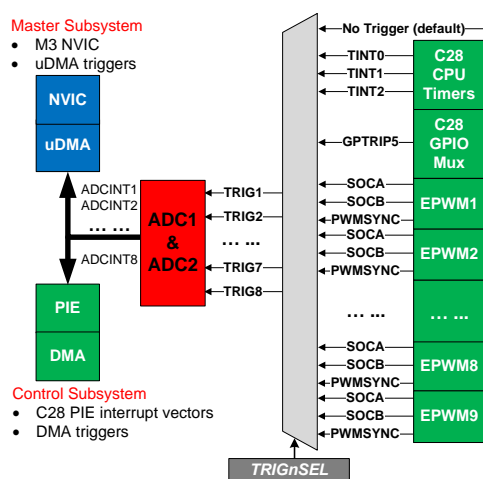 Master Subsystem
• M3 NVIC
• uDMA triggers
NVIC
uDMA
ADCINT1
ADCINT2
... ...
ADCINT8
PIE
DMA
Control Subsystem
• C28 PIE interrupt vectors
• DMA triggers
ADC1
&
ADC2
TRIG1
TRIG2
... ...
TRIG7
TRIG8
No Trigger (default)
TINT0
TINT1
TINT2
C28
CPU
Timers
GPTRIP5
C28
GPIO
Mux
SOCA
SOCB
PWMSYNC
EPWM1
SOCA
SOCB
PWMSYNC
EPWM2
... ...
... ...
SOCA
SOCB
PWMSYNC
EPWM8
SOCA
SOCB
PWMSYNC
EPWM9
TRIGnSEL